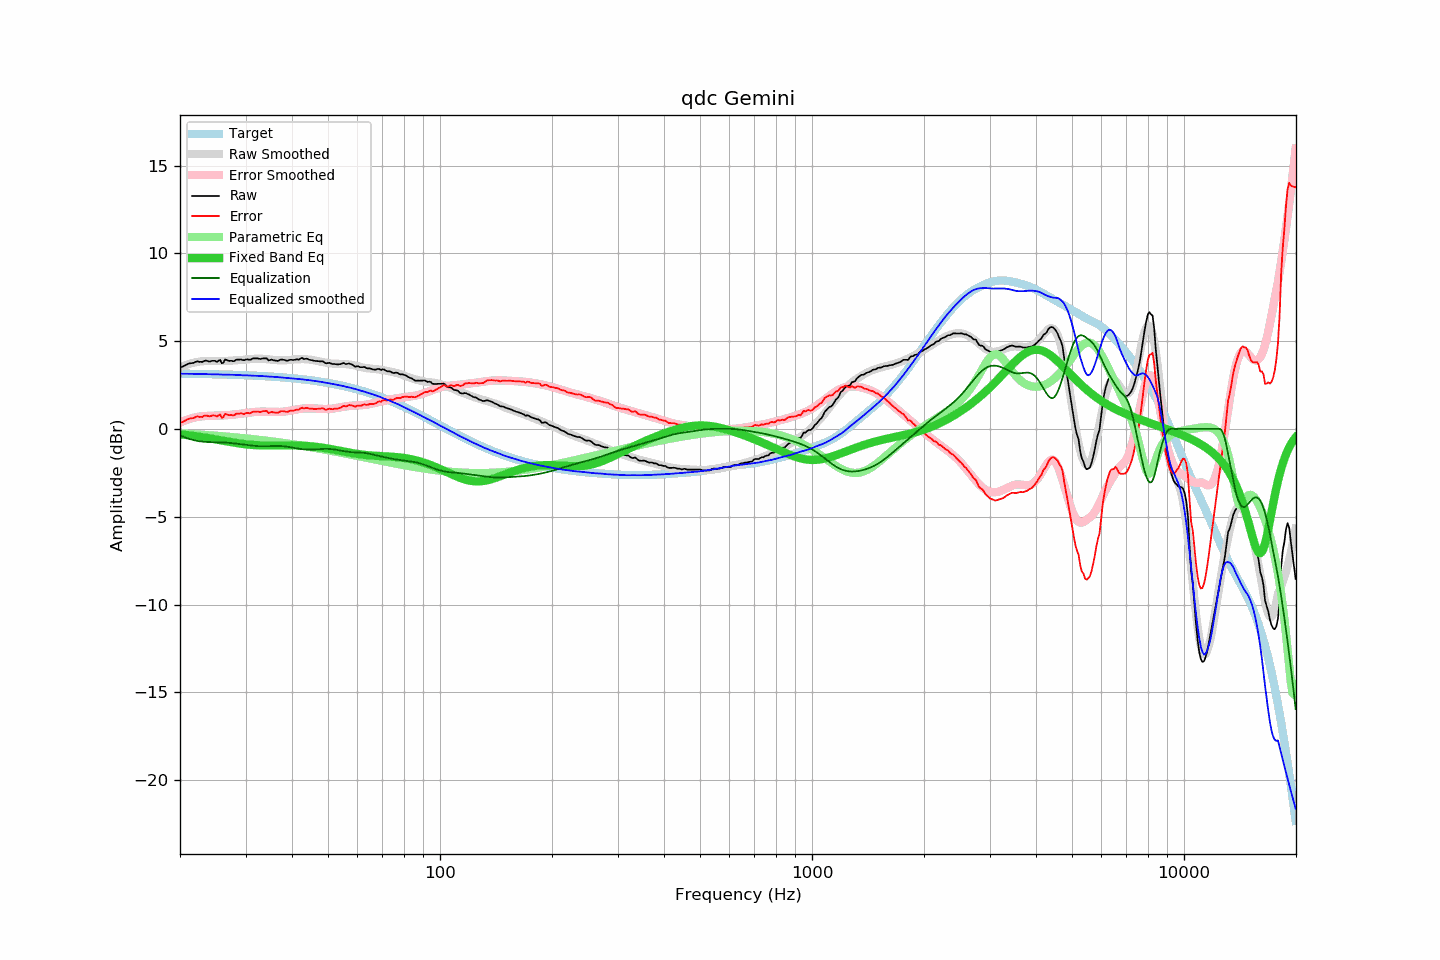 qdc Gemini
Target
Raw Smoothed
Error Smoothed
Raw
Error
Parametric Eq
Fixed Band Eq
Equalization
Equalized smoothed
15
10
5
0
−5
−10
−15
−20
Amplitude (dBr)
100
1000
10000
Frequency (Hz)